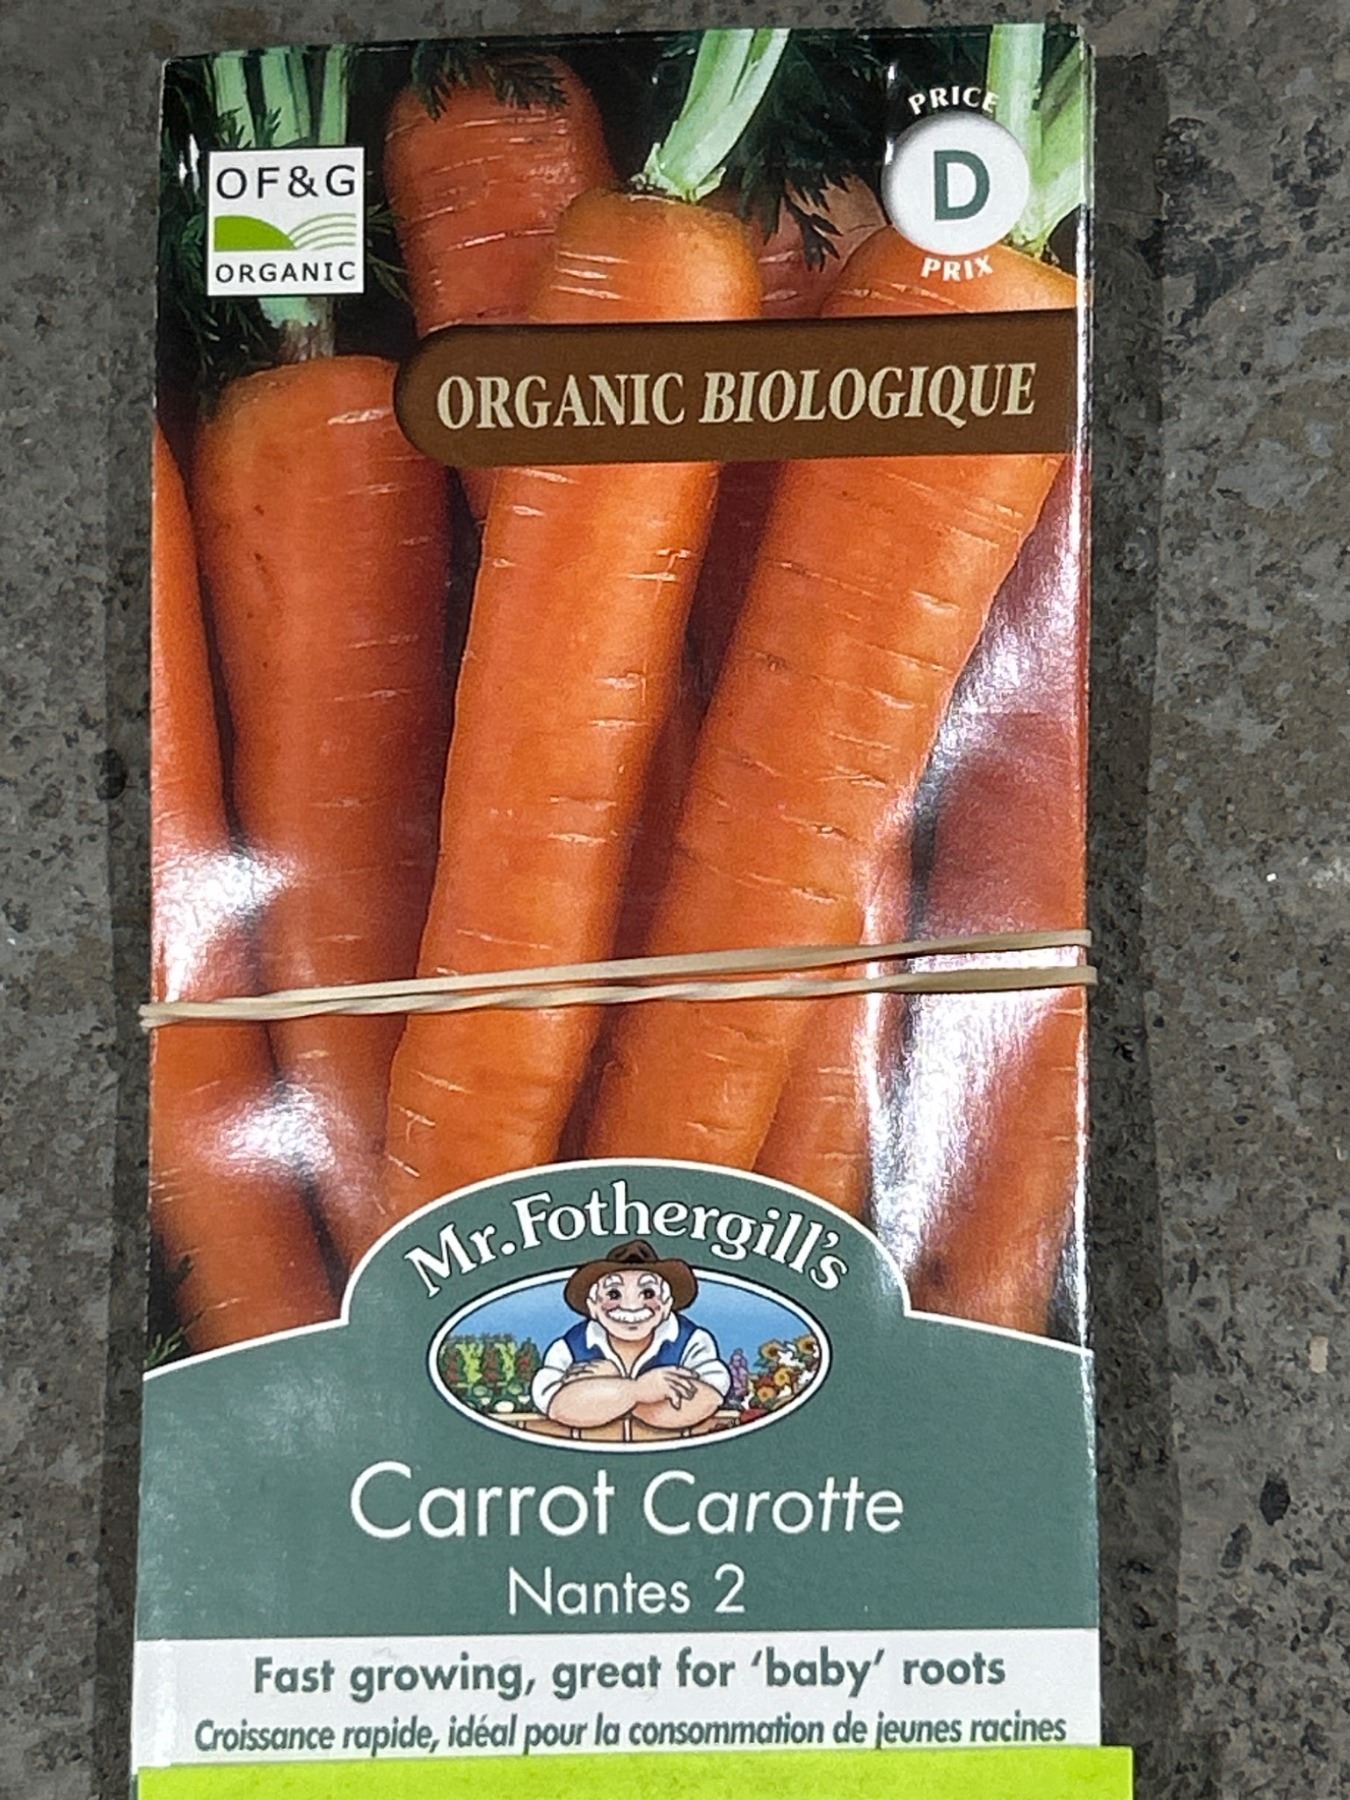 PRICE
OF&G
D
ORGANIC
PRIX
ORGANIC BIOLOGIQUE
Mr. Fothergill's
Carrot Carotte
Nantes 2
Fast growing, great for ‘baby’ roots
Croissance rapide, idéal pour la consommation de jeunes racines